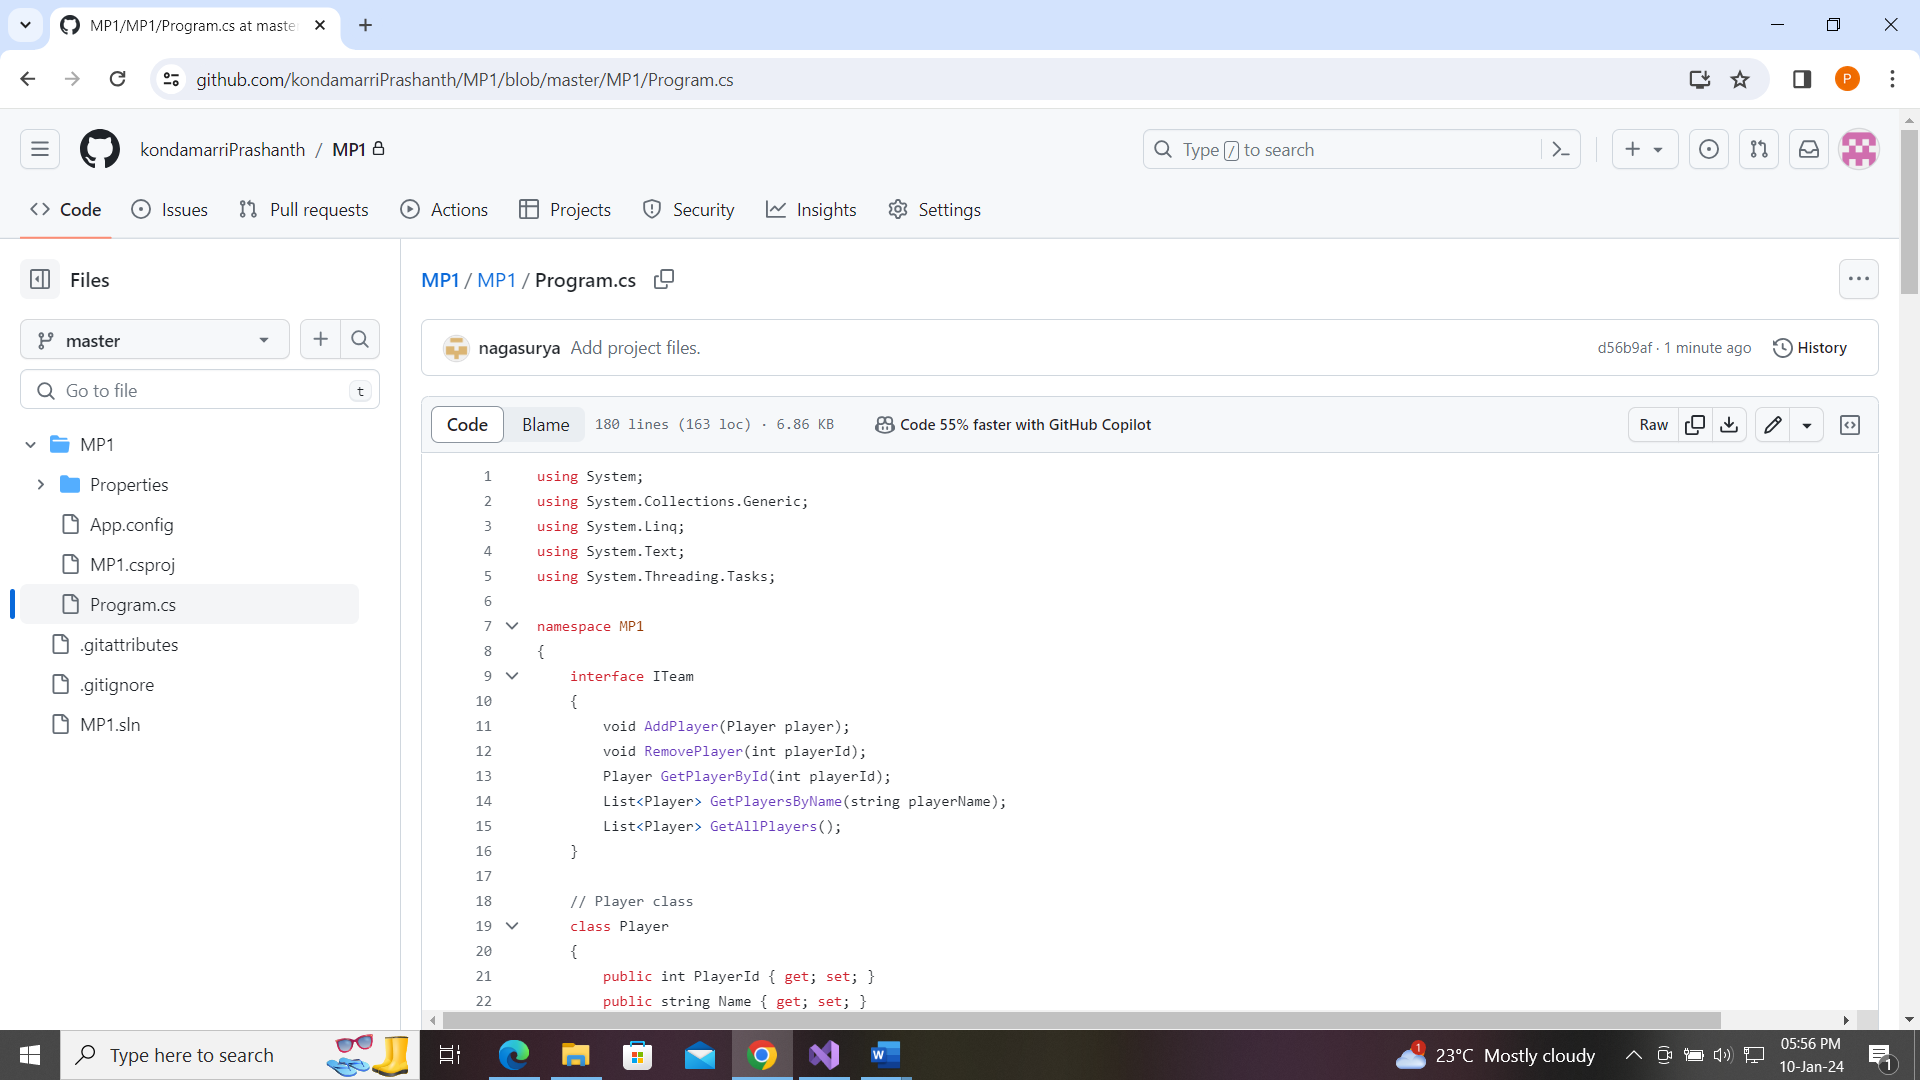 MP1/MP1/Program.cs at maste
github.com/kondamarriPrashanth/MP1/blob/master/MP1/Program.cs
P
kondamarriPrashanth / MP1
Type / to search
Code
Issues
Pull requests
Actions
Projects
Security
Insights
Settings
Files
master
Go to file
t
MP1
Properties
App.config
MP1.csproj
Program.cs
.gitattributes
.gitignore
MP1.sln
MP1 / MP1 / Program.cs
nagasurya Add project files.
d56b9af · 1 minute ago
History
Code
Blame
180 lines (163 loc) · 6.86 KB
Code 55% faster with GitHub Copilot
Raw
1 using System;
2 using System.Collections.Generic;
3 using System.Linq;
4 using System.Text;
5 using System.Threading.Tasks;
6
7 namespace MP1
8 {
9 interface ITeam
10 {
11 void AddPlayer(Player player);
12 void RemovePlayer(int playerId);
13 Player GetPlayerById(int playerId);
14 List<Player> GetPlayersByName(string playerName);
15 List<Player> GetAllPlayers();
16 }
17
18 // Player class
19 class Player
20 {
21 public int PlayerId { get; set; }
22 public string Name { get; set; }
Type here to search
1
23°C Mostly cloudy
05:56 PM
10-Jan-24
1